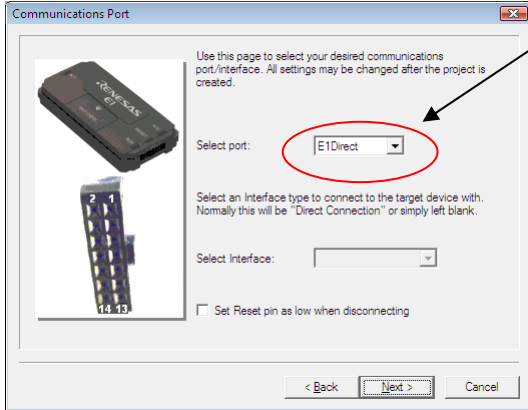 Communications Port
Use this page to select your desired communications
port/interface. All settings may be changed after the project is
created.
RENESAS
E1
Select port:
E1Direct
Select an Interface type to connect to the target device with.
Normally this will be "Direct Connection" or simply left blank.
2 1
Select Interface:
14 13
Set Reset pin as low when disconnecting
< Back
Next >
Cancel